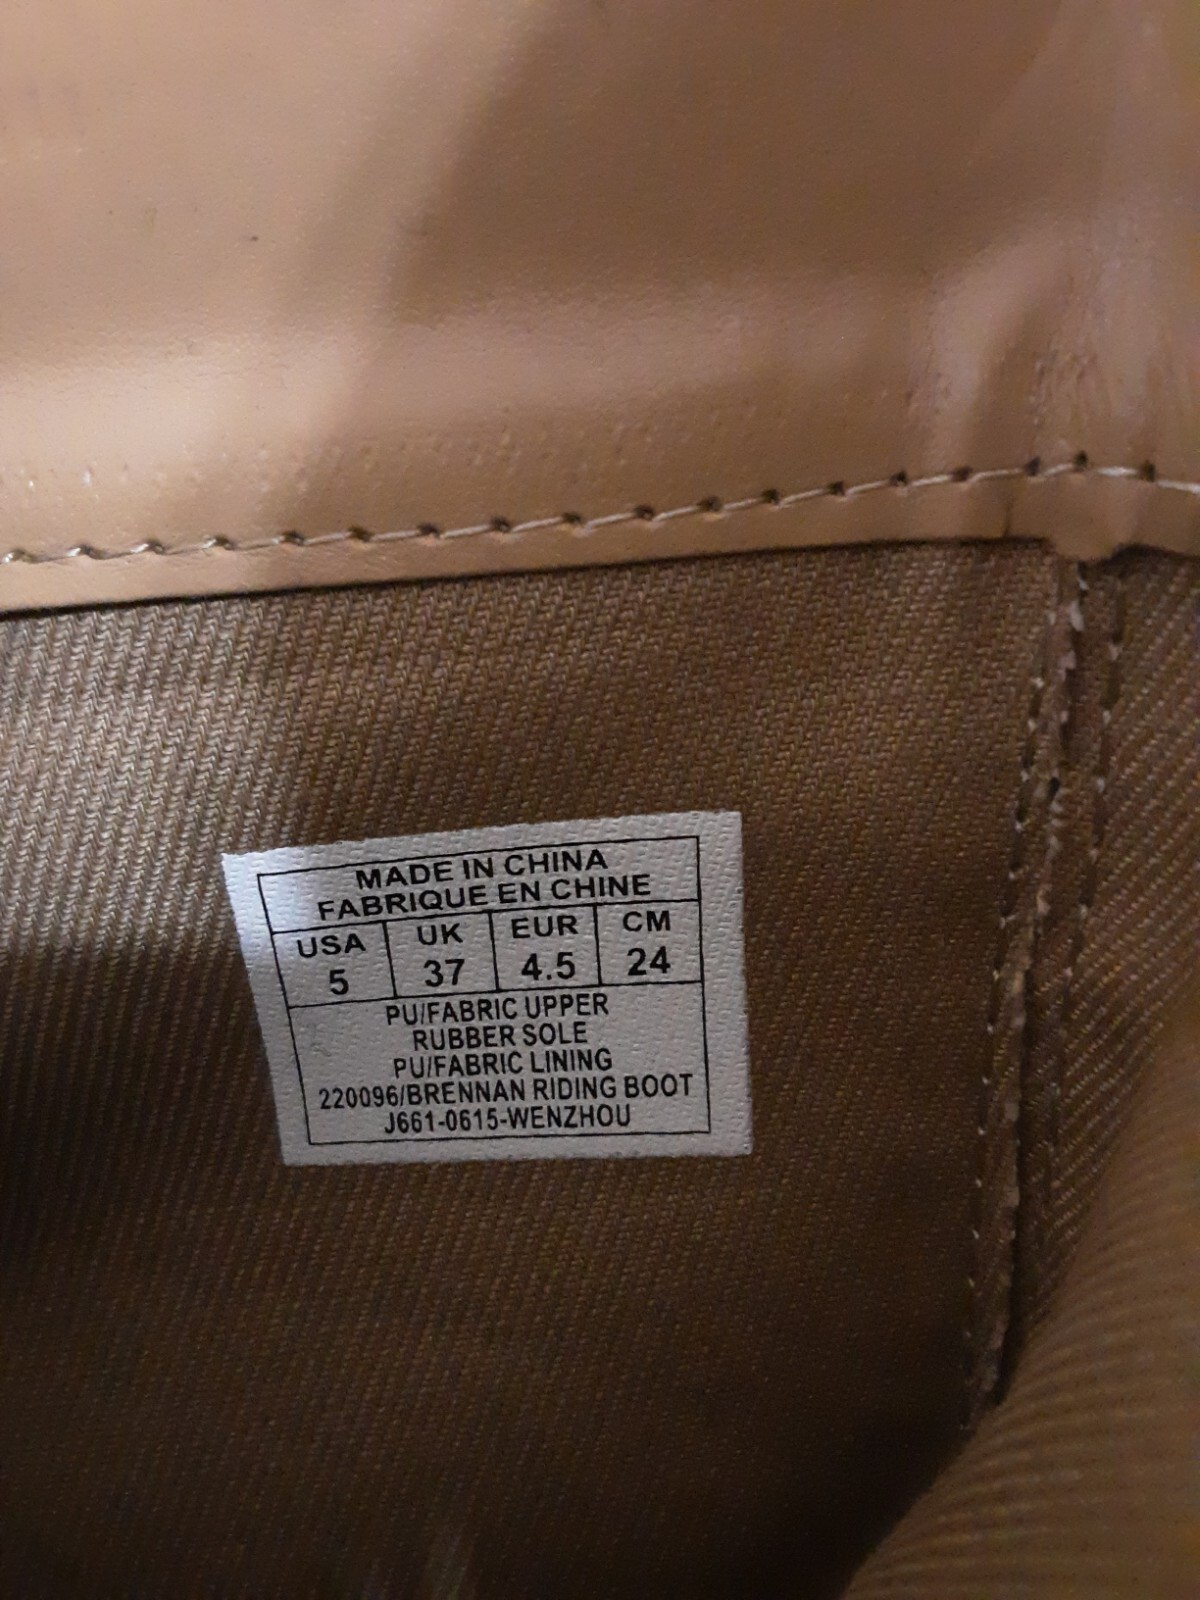 MADE IN CHINA
FABRIQUE EN CHINE
USA UK EUR CM
5 37 4.5 24
PU/FABRIC UPPER
RUBBER SOLE
PU/FABRIC LINING
220096/BRENNAN RIDING BOOT
J661-0615-WENZHOU